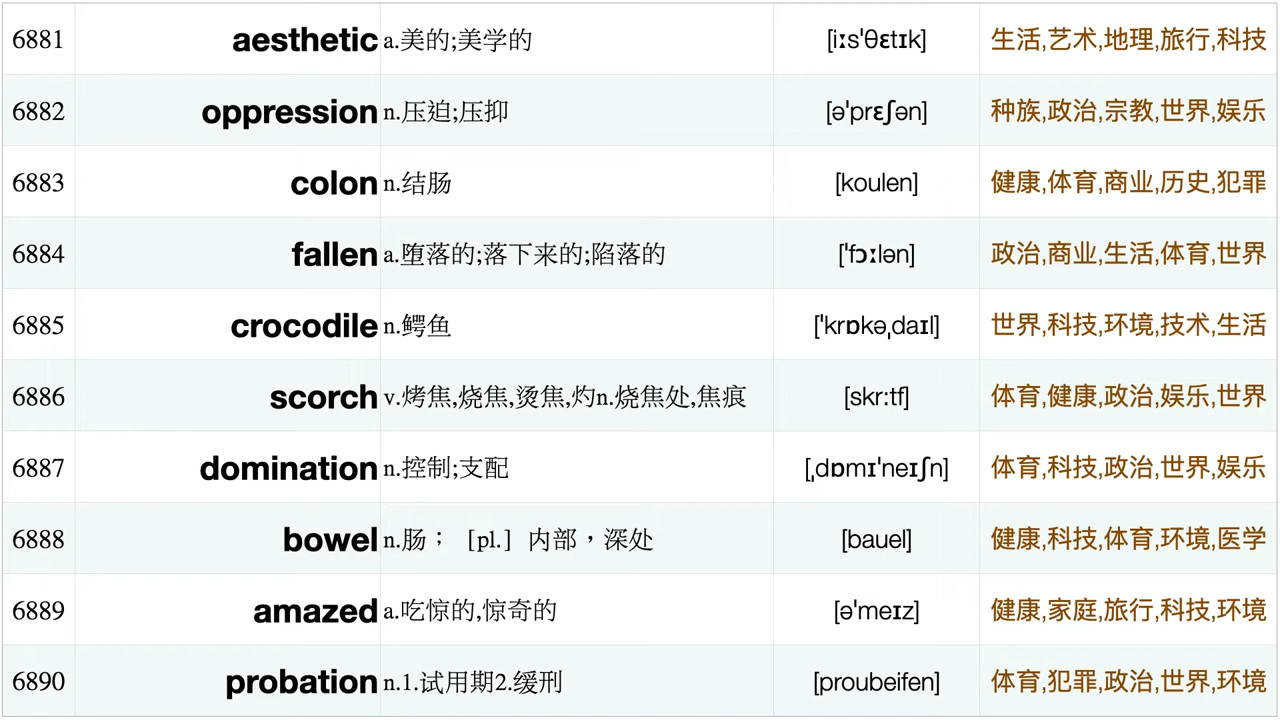 6881 aesthetic a.美的;美学的 [iːsˈθɛtɪk] 生活,艺术,地理,旅行,科技
6882 oppression n.压迫;压抑 [əˈprɛʃən] 种族,政治,宗教,世界,娱乐
6883 colon n.结肠 [koulen] 健康,体育,商业,历史,犯罪
6884 fallen a.堕落的;落下来的;陷落的 [ˈfɔːlən] 政治,商业,生活,体育,世界
6885 crocodile n.鳄鱼 [ˈkrɒkəˌdaɪl] 世界,科技,环境,技术,生活
6886 scorch v.烤焦,烧焦,烫焦,灼n.烧焦处,焦痕 [skr:tf] 体育,健康,政治,娱乐,世界
6887 domination n.控制;支配 [ˌdɒmɪˈneɪʃn] 体育,科技,政治,世界,娱乐
6888 bowel n.肠； [pl.] 内部，深处 [bauel] 健康,科技,体育,环境,医学
6889 amazed a.吃惊的,惊奇的 [əˈmeɪz] 健康,家庭,旅行,科技,环境
6890 probation n.1.试用期2.缓刑 [proubeifen] 体育,犯罪,政治,世界,环境